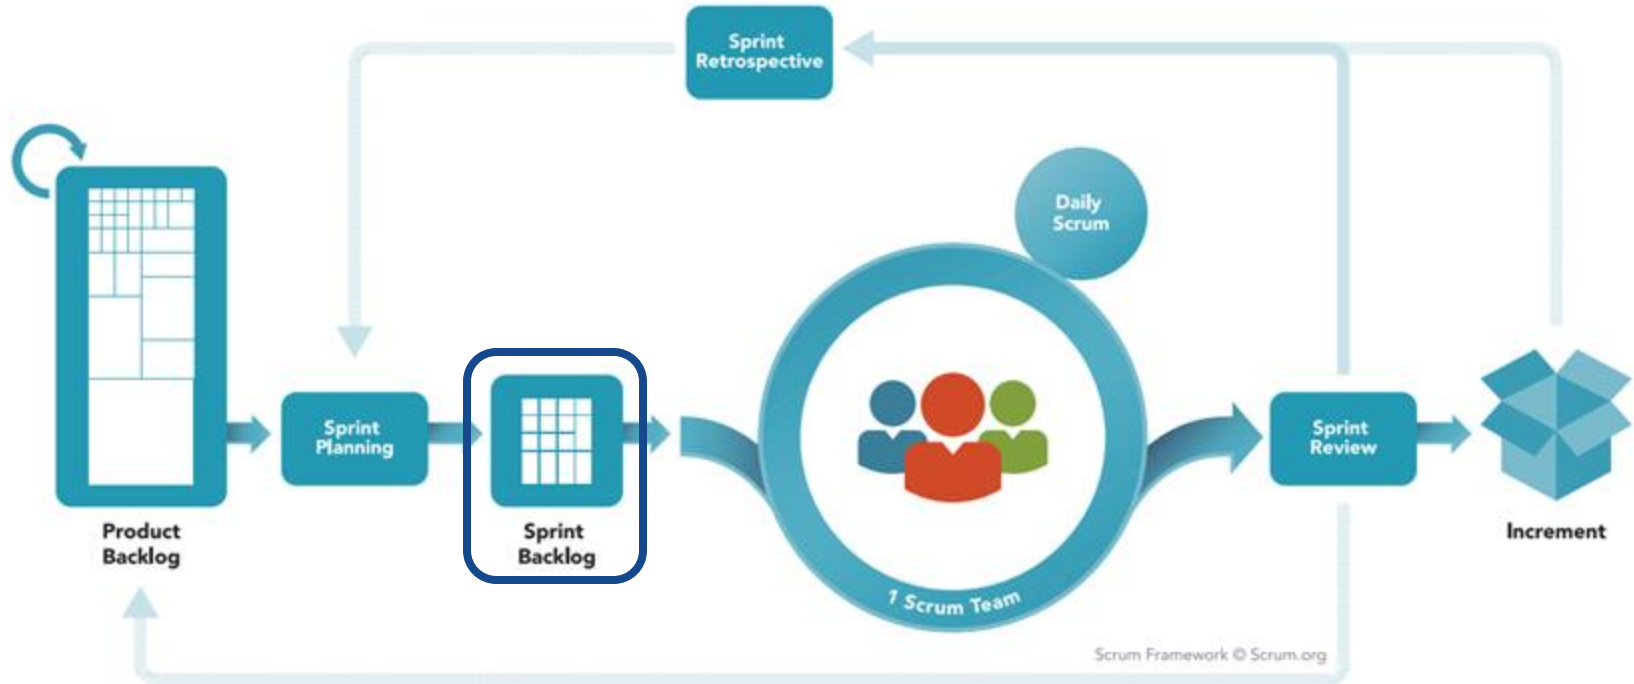 Sprint
Retrospective
Daily
Scrum
Sprint
Planning
Sprint
Review
Product
Backlog
Sprint
Backlog
Increment
1 Scrum Team
Scrum Framework © Scrum.org